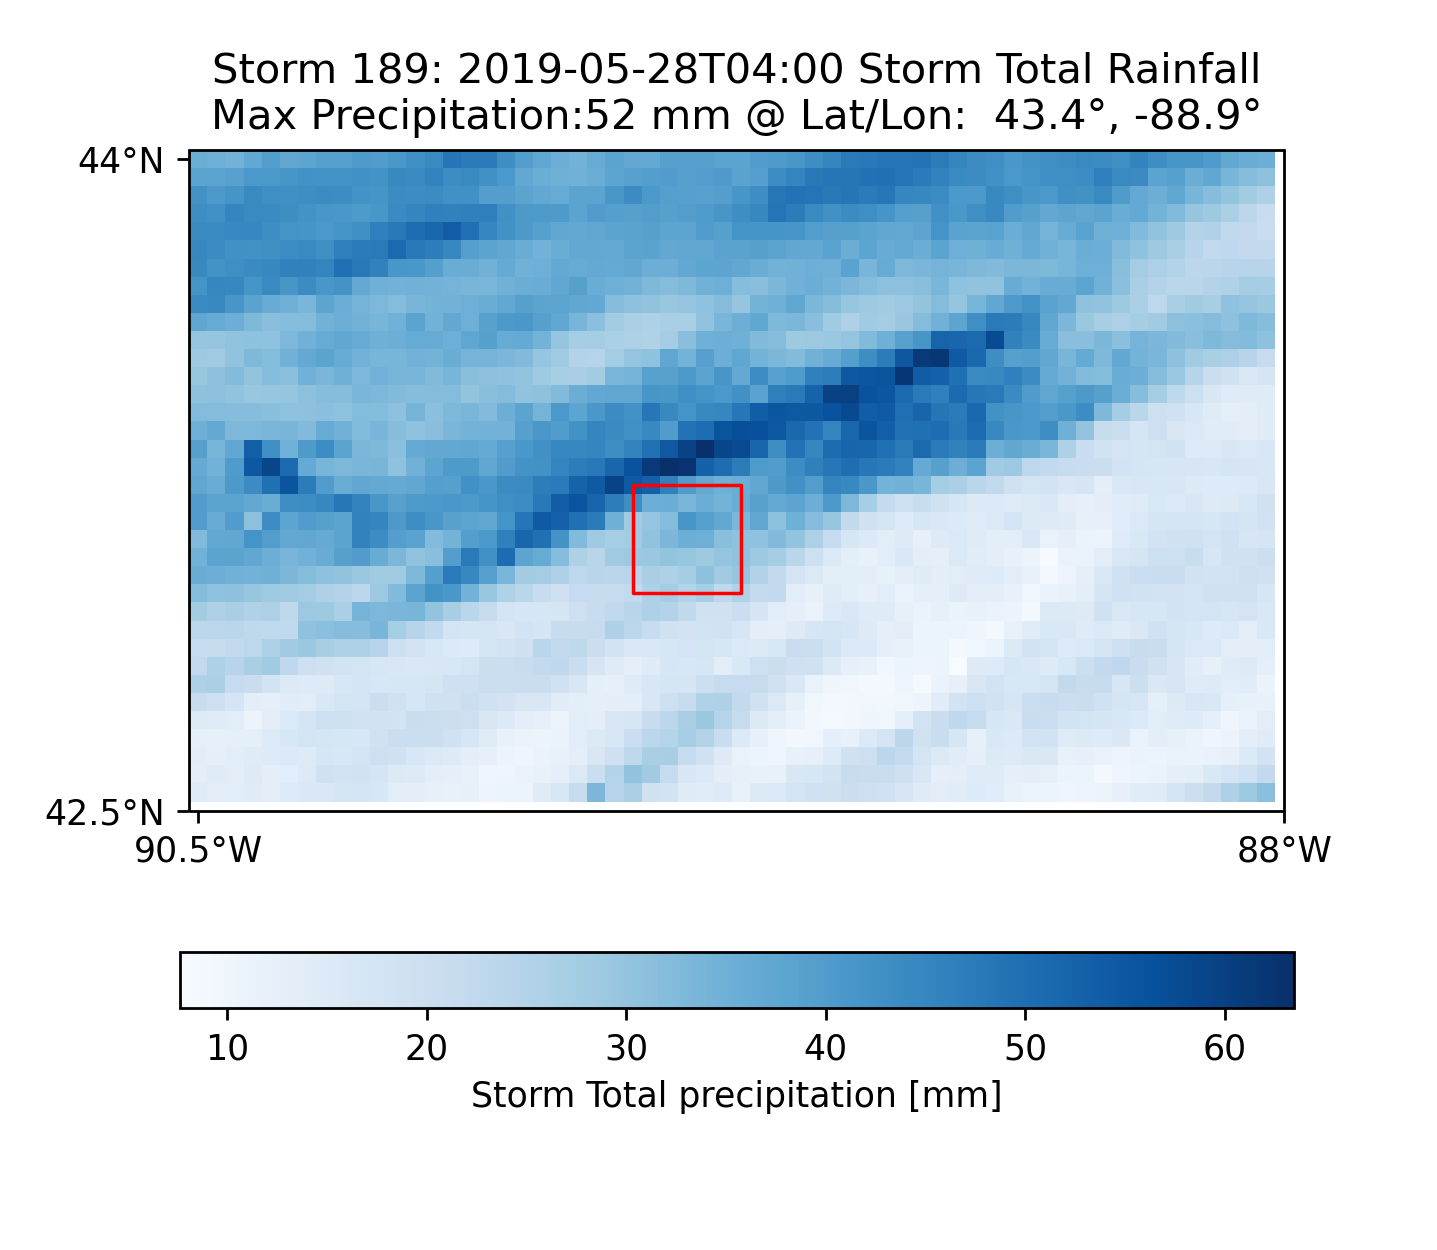 Storm 189: 2019-05-28T04:00 Storm Total Rainfall
Max Precipitation:52 mm @ Lat/Lon:  43.4°, -88.9°
44°N
42.5°N
90.5°W 88°W
10 20 30 40 50 60
Storm Total precipitation [mm]